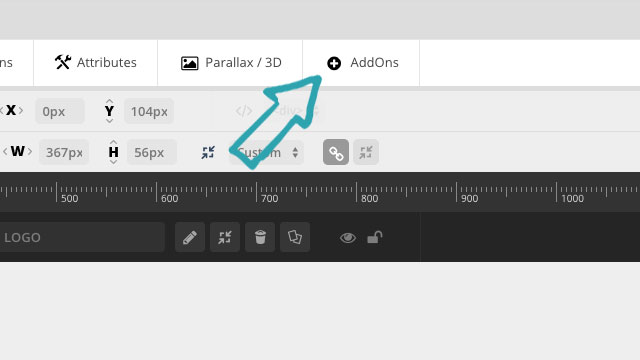 ns Attributes Parallax / 3D AddOns
X 0px Y 104px </> <div>
W 367px H 56px Custom
500 600 700 800 900 1000
LOGO